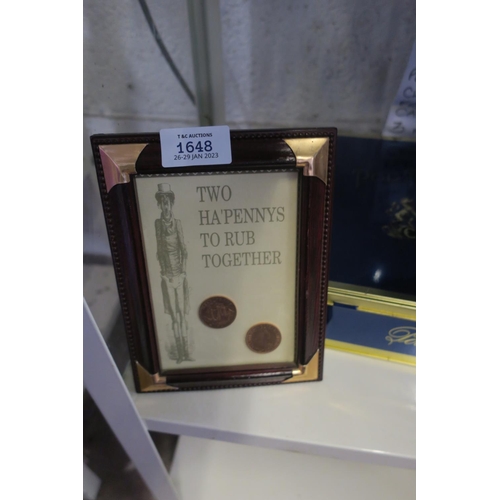 T & C AUCTIONS
1648
26-29 JAN 2023
TWO
HA'PENNYS
TO RUB
TOGETHER